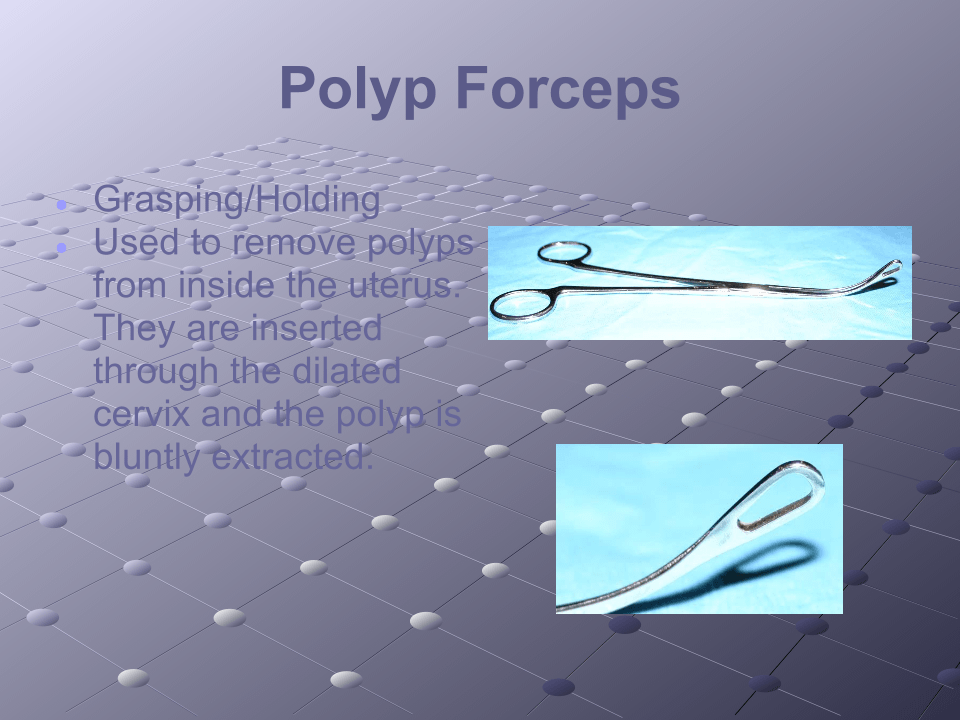 Polyp Forceps
Grasping/Holding
Used to remove polyps
from inside the uterus.
They are inserted
through the dilated
cervix and the polyp is
bluntly extracted.